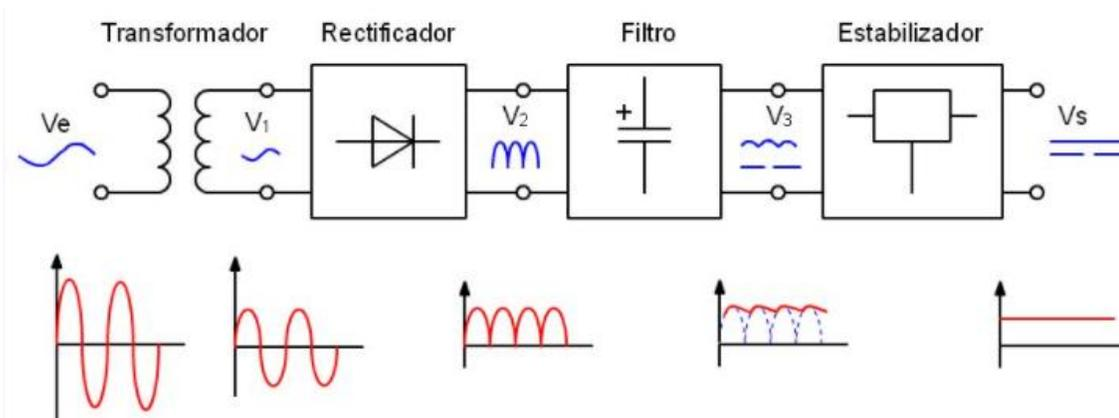 Transformador Rectificador Filtro Estabilizador
Ve V1 V2 + V3 Vs